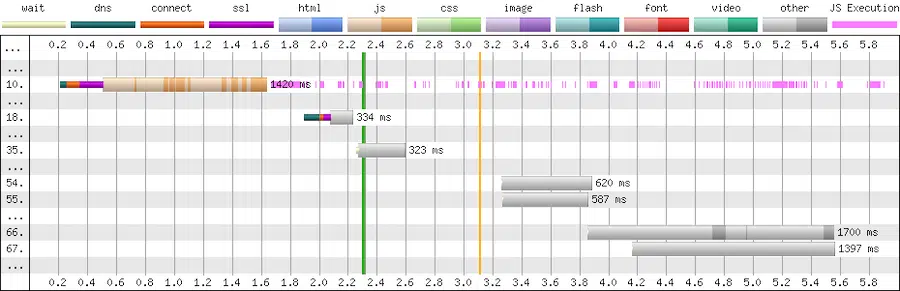 wait dns connect ssl html js css image flash font video other JS Execution
... 0.2 0.4 0.6 0.8 1.0 1.2 1.4 1.6 1.8 2.0 2.2 2.4 2.6 2.8 3.0 3.2 3.4 3.6 3.8 4.0 4.2 4.4 4.6 4.8 5.0 5.2 5.4 5.6 5.8
...
10. 1420 ms
...
18. 334 ms
...
35. 323 ms
...
54. 620 ms
55. 587 ms
...
66. 1700 ms
67. 1397 ms
...
0.2 0.4 0.6 0.8 1.0 1.2 1.4 1.6 1.8 2.0 2.2 2.4 2.6 2.8 3.0 3.2 3.4 3.6 3.8 4.0 4.2 4.4 4.6 4.8 5.0 5.2 5.4 5.6 5.8